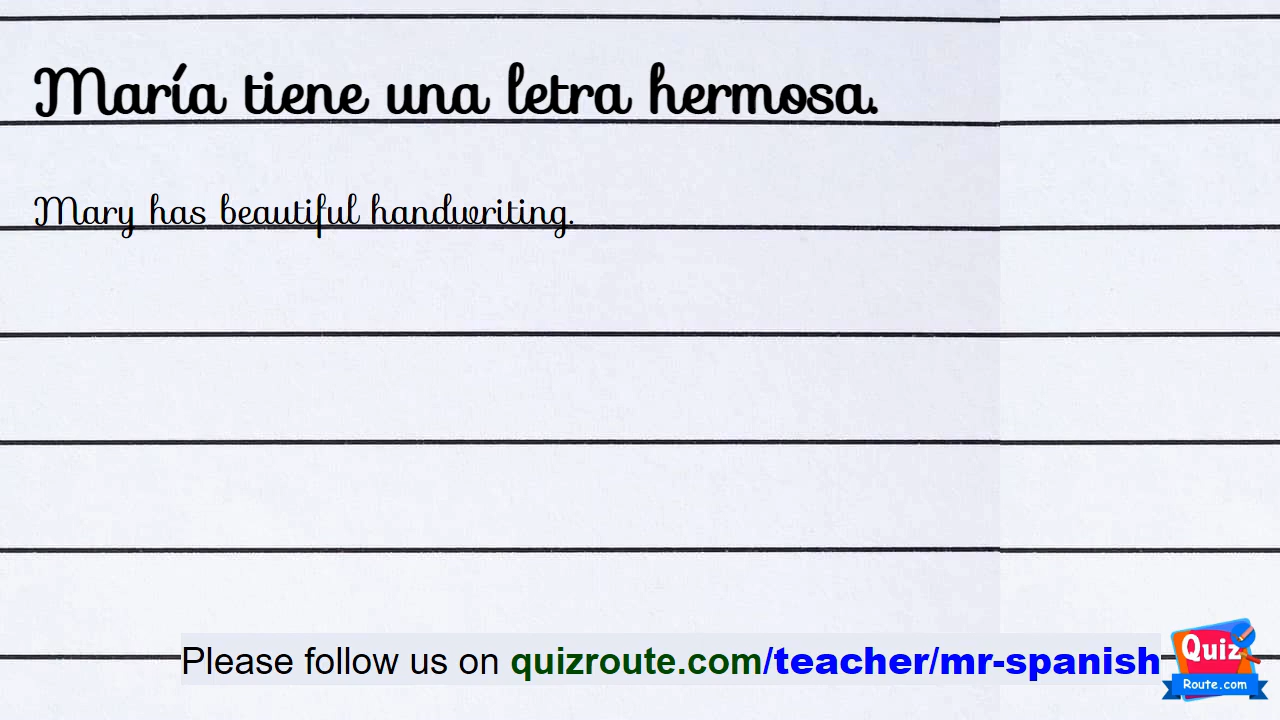 María tiene una letra hermosa.
Mary has beautiful handwriting.
Please follow us on quizroute.com/teacher/mr-spanish
Quiz
Route.com